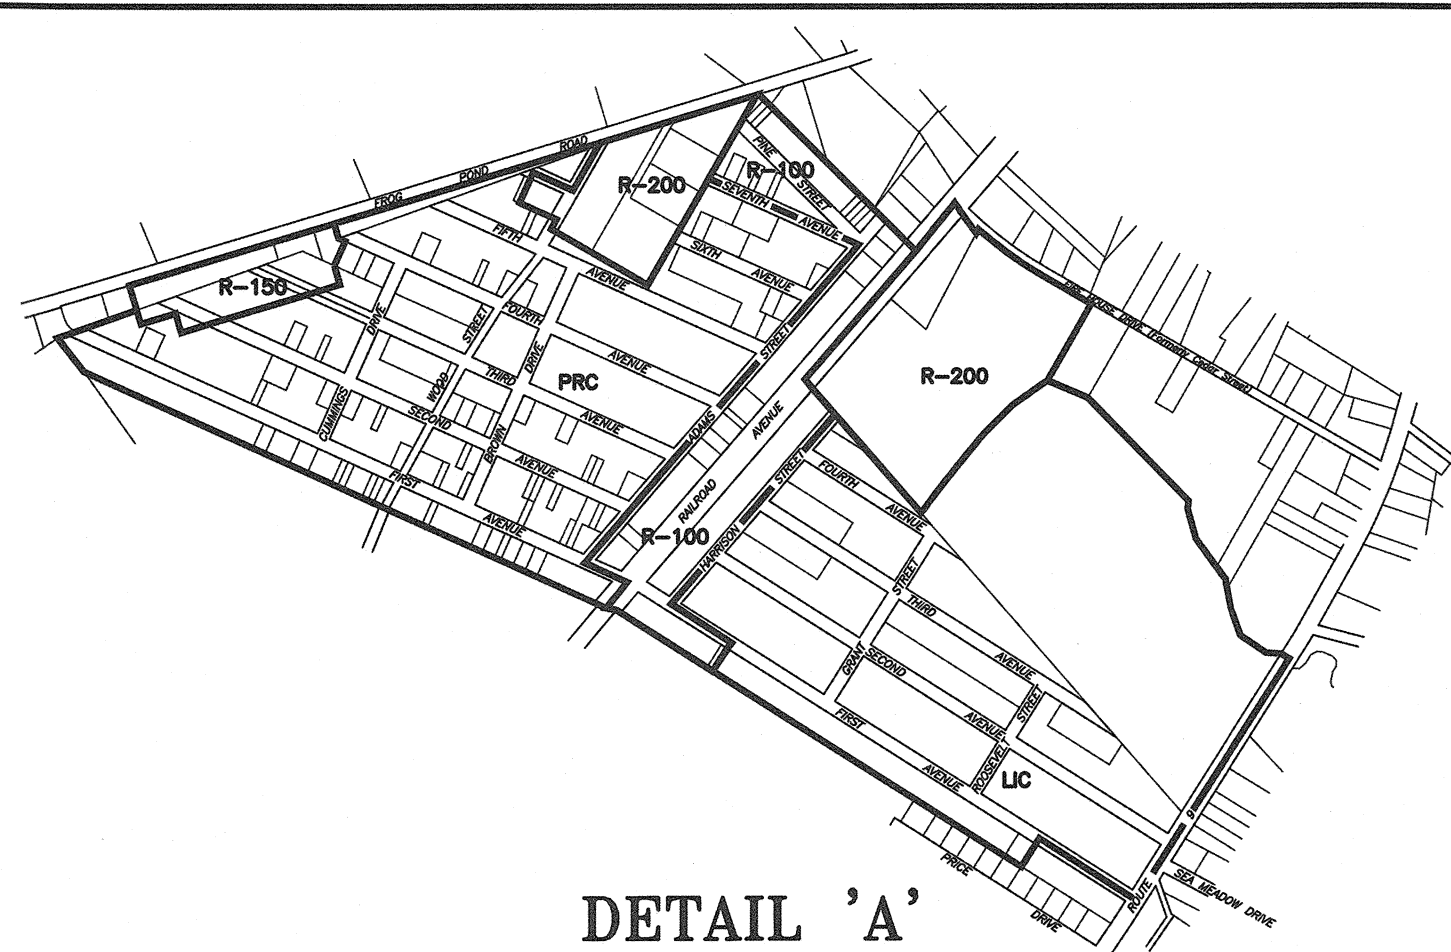 FROG POND ROAD
PINE STREET
R-100
R-200
SEVENTH AVENUE
FIFTH AVENUE
SIXTH AVENUE
R-150
FOURTH AVENUE
DRIVE
STREET
CUMMINGS
WOOD
BROWN DRIVE
THIRD AVENUE
PRC
SECOND AVENUE
FIRST AVENUE
ADAMS STREET
RAILROAD AVENUE
R-100
HARRISON STREET
R-200
FIRE HOUSE DRIVE (Formerly Cedar Street)
FOURTH AVENUE
GRANT STREET
THIRD AVENUE
SECOND AVENUE
ROOSEVELT STREET
FIRST AVENUE
LIC
ROUTE 9
SEA MEADOW DRIVE
PRICE DRIVE
DETAIL 'A'